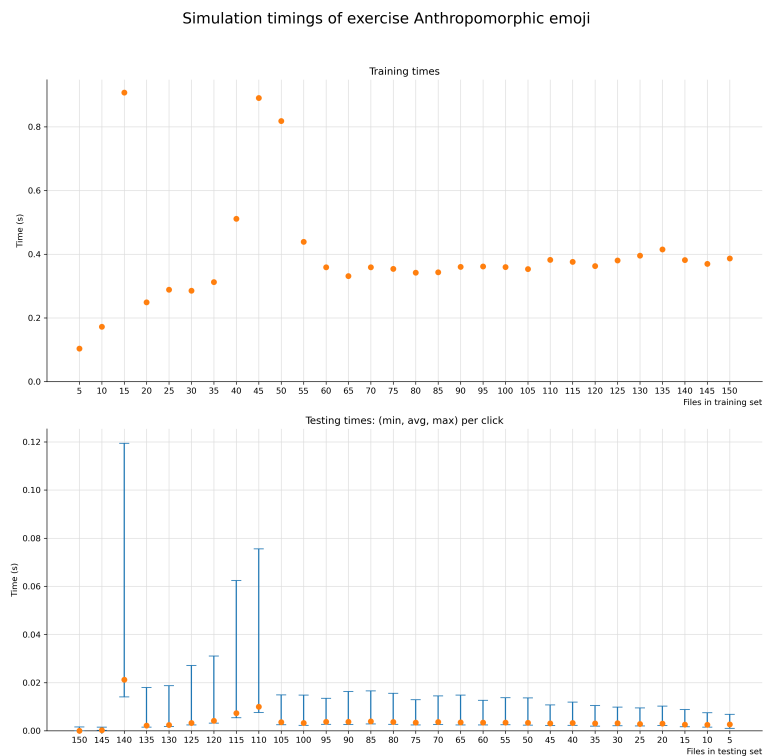 Simulation timings of exercise Anthropomorphic emoji
Training times
0.8
0.6
0.4
0.2
0.0
Time (s)
5 10 15 20 25 30 35 40 45 50 55 60 65 70 75 80 85 90 95 100 105 110 115 120 125 130 135 140 145 150
Files in training set
Testing times: (min, avg, max) per click
0.12
0.10
0.08
0.06
0.04
0.02
0.00
Time (s)
150 145 140 135 130 125 120 115 110 105 100 95 90 85 80 75 70 65 60 55 50 45 40 35 30 25 20 15 10 5
Files in testing set